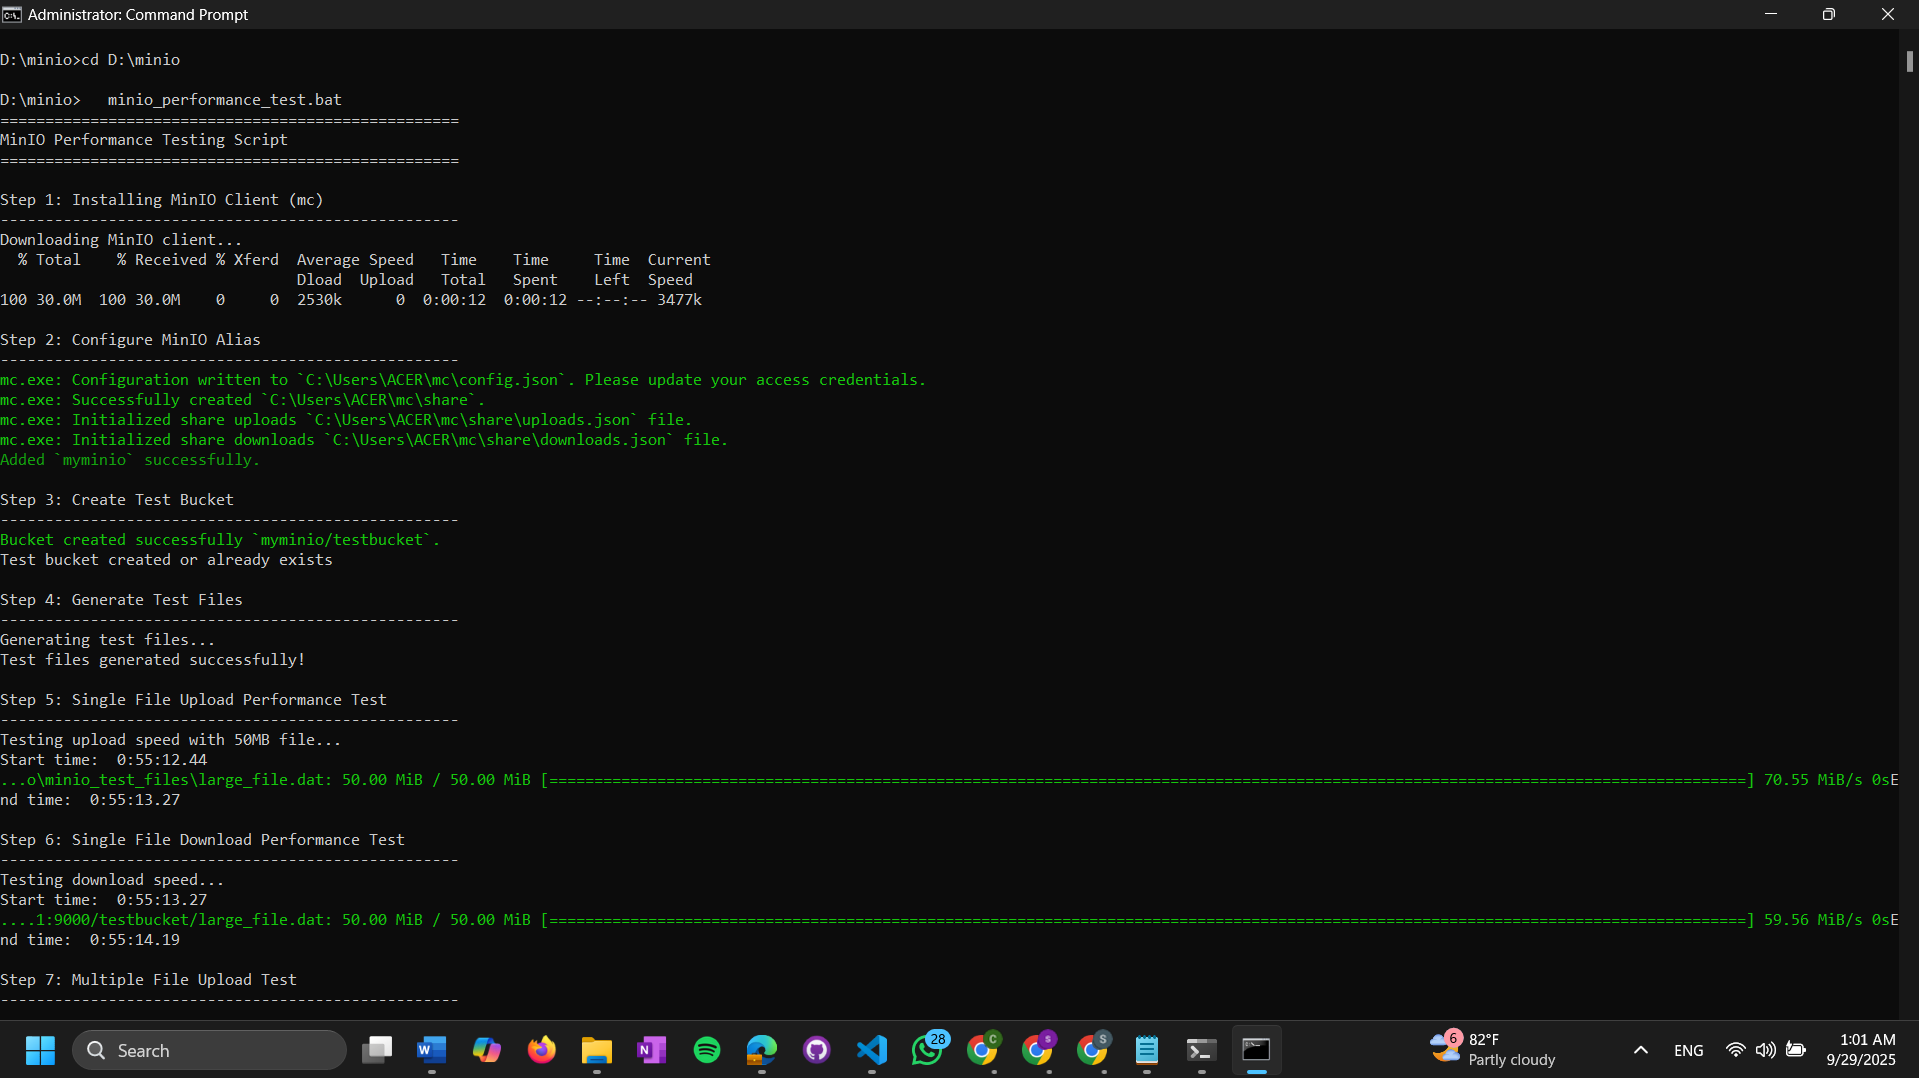 Administrator: Command Prompt
D:\minio>cd D:\minio
D:\minio>   minio_performance_test.bat
===================================================
MinIO Performance Testing Script
===================================================
Step 1: Installing MinIO Client (mc)
---------------------------------------------------
Downloading MinIO client...
  % Total    % Received % Xferd  Average Speed   Time    Time     Time  Current
                                 Dload  Upload   Total   Spent    Left  Speed
100 30.0M  100 30.0M    0     0  2530k      0  0:00:12  0:00:12 --:--:-- 3477k
Step 2: Configure MinIO Alias
---------------------------------------------------
mc.exe: Configuration written to `C:\Users\ACER\mc\config.json`. Please update your access credentials.
mc.exe: Successfully created `C:\Users\ACER\mc\share`.
mc.exe: Initialized share uploads `C:\Users\ACER\mc\share\uploads.json` file.
mc.exe: Initialized share downloads `C:\Users\ACER\mc\share\downloads.json` file.
Added `myminio` successfully.
Step 3: Create Test Bucket
---------------------------------------------------
Bucket created successfully `myminio/testbucket`.
Test bucket created or already exists
Step 4: Generate Test Files
---------------------------------------------------
Generating test files...
Test files generated successfully!
Step 5: Single File Upload Performance Test
---------------------------------------------------
Testing upload speed with 50MB file...
Start time:  0:55:12.44
...o\minio_test_files\large_file.dat: 50.00 MiB / 50.00 MiB [=====================================================================================================================================] 70.55 MiB/s 0sE
nd time:  0:55:13.27
Step 6: Single File Download Performance Test
---------------------------------------------------
Testing download speed...
Start time:  0:55:13.27
....1:9000/testbucket/large_file.dat: 50.00 MiB / 50.00 MiB [=====================================================================================================================================] 59.56 MiB/s 0sE
nd time:  0:55:14.19
Step 7: Multiple File Upload Test
---------------------------------------------------
Search
28
C
s
S
6
82°F
Partly cloudy
ENG
1:01 AM
9/29/2025